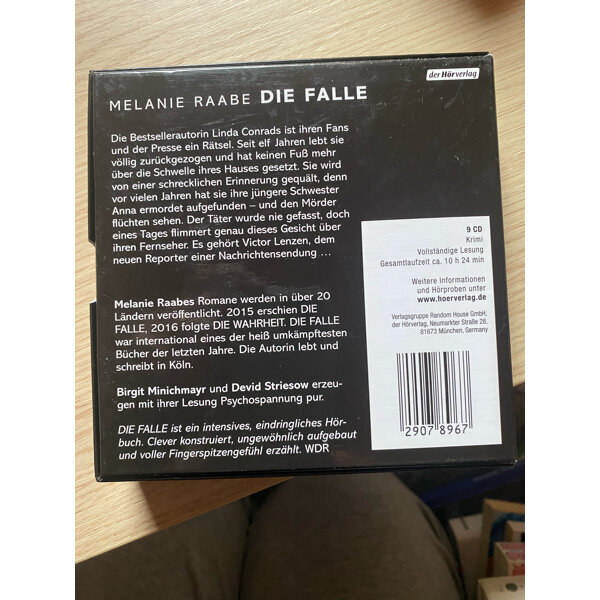 der Hörverlag
MELANIE RAABE DIE FALLE
Die Bestsellerautorin Linda Conrads ist ihren Fans
und der Presse ein Rätsel. Seit elf Jahren lebt sie
völlig zurückgezogen und hat keinen Fuß mehr
über die Schwelle ihres Hauses gesetzt. Sie wird
von einer schrecklichen Erinnerung gequält, denn
vor vielen Jahren hat sie ihre jüngere Schwester
Anna ermordet aufgefunden – und den Mörder
flüchten sehen. Der Täter wurde nie gefasst, doch
eines Tages flimmert genau dieses Gesicht über
ihren Fernseher. Es gehört Victor Lenzen, dem
neuen Reporter einer Nachrichtensendung ...
Melanie Raabes Romane werden in über 20
Ländern veröffentlicht. 2015 erschien DIE
FALLE, 2016 folgte DIE WAHRHEIT. DIE FALLE
war international eines der heiß umkämpftesten
Bücher der letzten Jahre. Die Autorin lebt und
schreibt in Köln.
Birgit Minichmayr und Devid Striesow erzeu-
gen mit ihrer Lesung Psychospannung pur.
DIE FALLE ist ein intensives, eindringliches Hör-
buch. Clever konstruiert, ungewöhnlich aufgebaut
und voller Fingerspitzengefühl erzählt. WDR
9 CD
Krimi
Vollständige Lesung
Gesamtlaufzeit ca. 10 h 24 min
Weitere Informationen
und Hörproben unter
www.hoerverlag.de
Verlagsgruppe Random House GmbH,
der Hörverlag, Neumarkter Straße 28,
81673 München, Germany
2907 8967